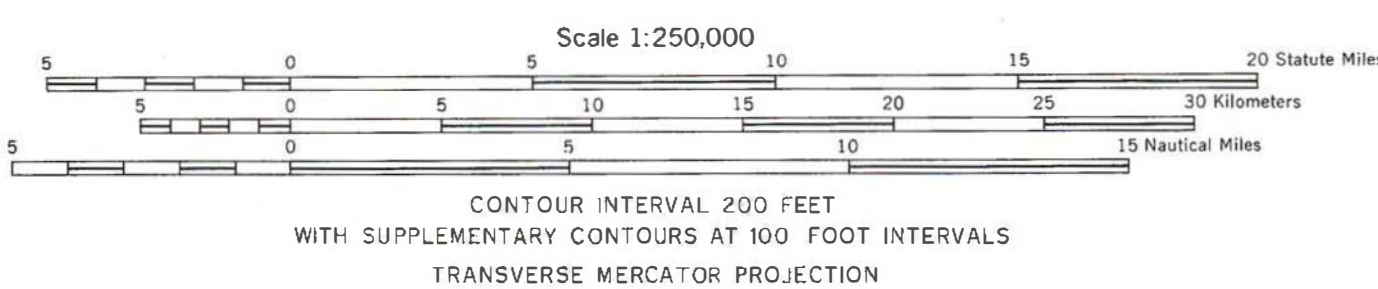 Scale 1:250,000
5 0 5 10 15 20 Statute Miles
5 0 5 10 15 20 25 30 Kilometers
5 0 5 10 15 Nautical Miles
CONTOUR INTERVAL 200 FEET
WITH SUPPLEMENTARY CONTOURS AT 100 FOOT INTERVALS
TRANSVERSE MERCATOR PROJECTION